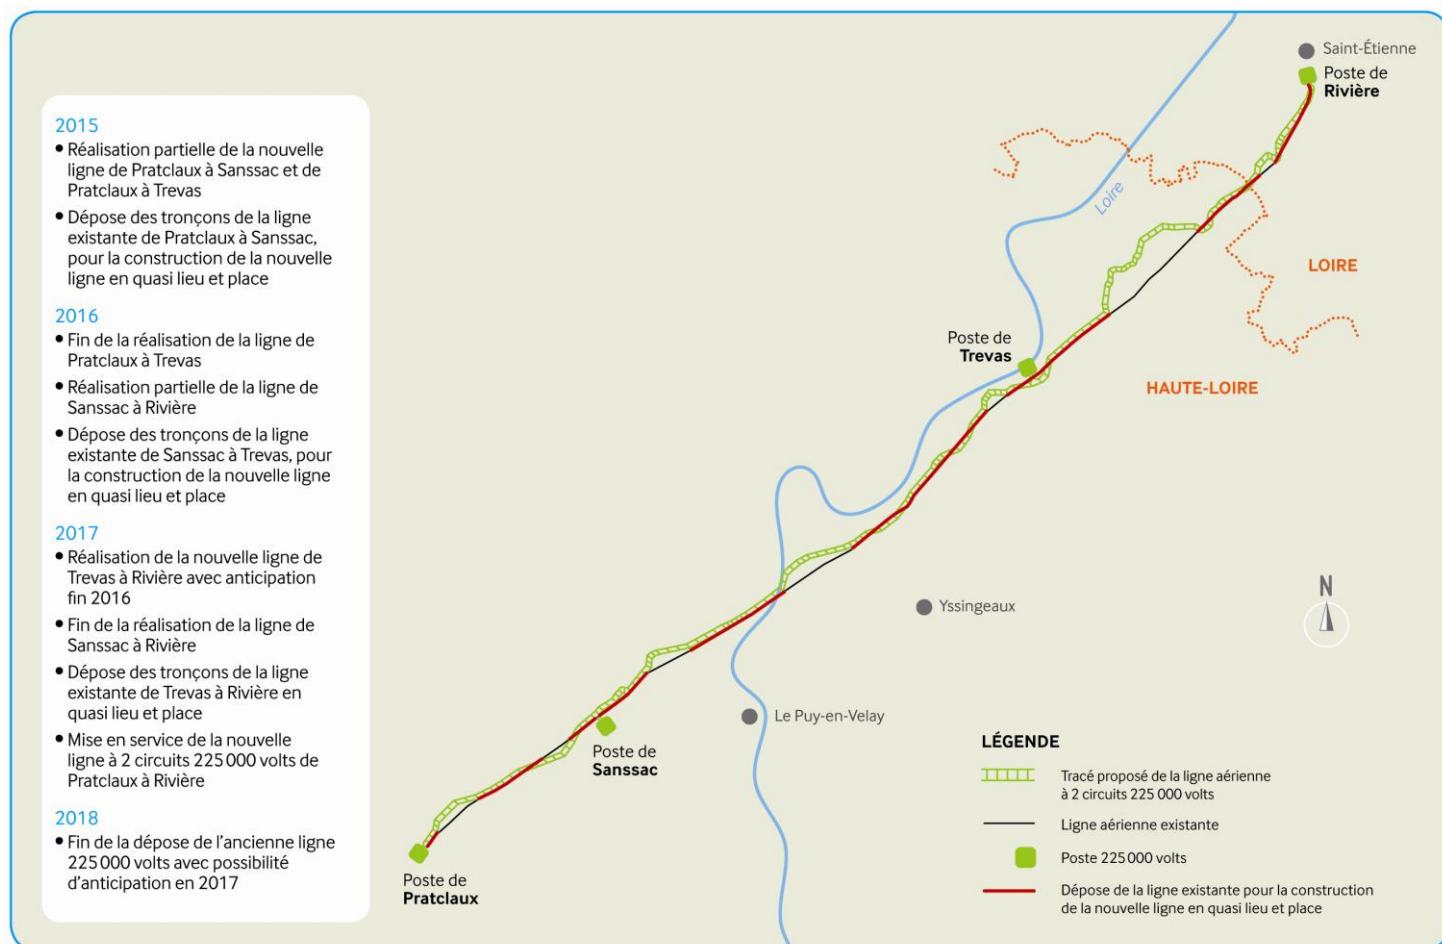 2015
• Réalisation partielle de la nouvelle
ligne de Pratclaux à Sanssac et de
Pratclaux à Trevas
• Dépose des tronçons de la ligne
existante de Pratclaux à Sanssac,
pour la construction de la nouvelle
ligne en quasi lieu et place
2016
• Fin de la réalisation de la ligne de
Pratclaux à Trevas
• Réalisation partielle de la ligne de
Sanssac à Rivière
• Dépose des tronçons de la ligne
existante de Sanssac à Trevas, pour
la construction de la nouvelle ligne
en quasi lieu et place
2017
• Réalisation de la nouvelle ligne de
Trevas à Rivière avec anticipation
fin 2016
• Fin de la réalisation de la ligne de
Sanssac à Rivière
• Dépose des tronçons de la ligne
existante de Trevas à Rivière en
quasi lieu et place
• Mise en service de la nouvelle
ligne à 2 circuits 225 000 volts de
Pratclaux à Rivière
2018
• Fin de la dépose de l'ancienne ligne
225 000 volts avec possibilité
d'anticipation en 2017
Saint-Étienne
Poste de
Rivière
Loire
LOIRE
Poste de
Trevas
HAUTE-LOIRE
Yssingeaux
N
Le Puy-en-Velay
Poste de
Sanssac
Poste de
Pratclaux
LÉGENDE
Tracé proposé de la ligne aérienne
à 2 circuits 225 000 volts
Ligne aérienne existante
Poste 225 000 volts
Dépose de la ligne existante pour la construction
de la nouvelle ligne en quasi lieu et place